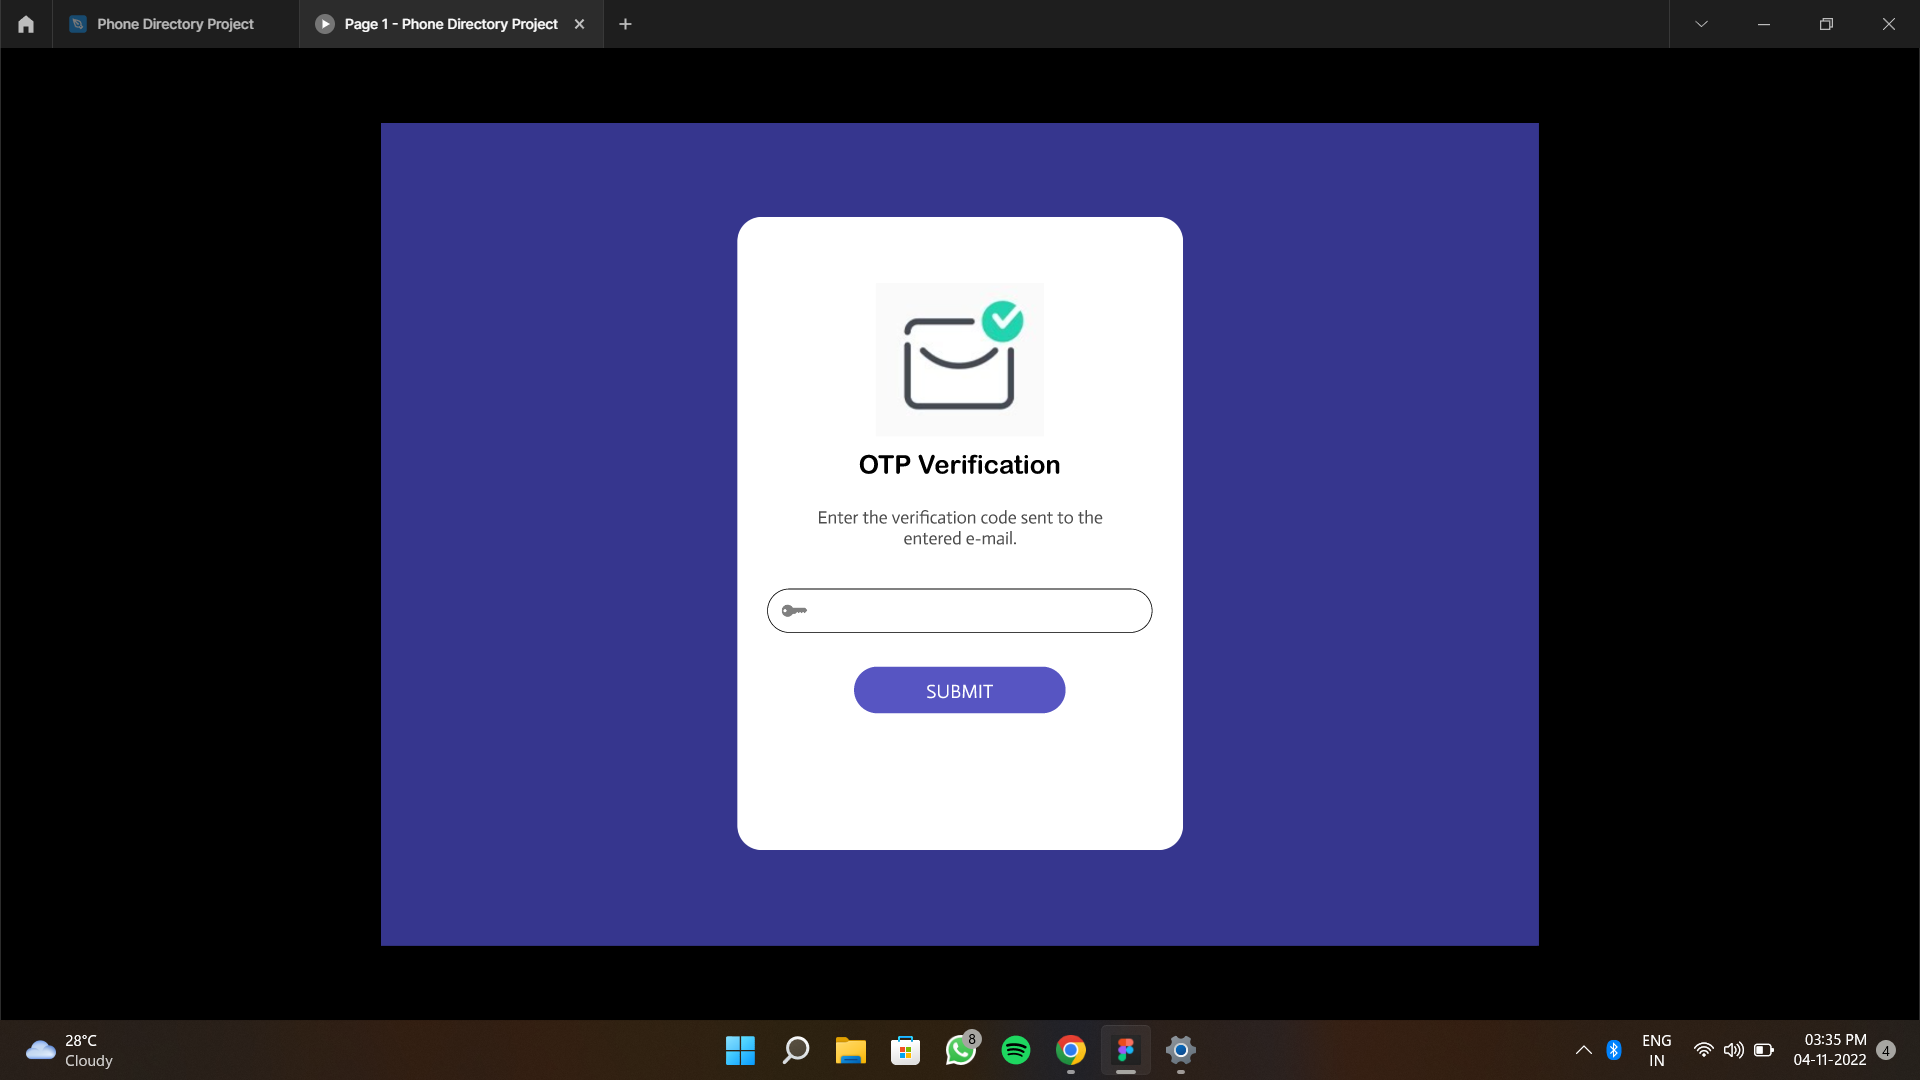 Phone Directory Project
Page 1 - Phone Directory Project
OTP Verification
Enter the verification code sent to the
entered e-mail.
SUBMIT
28°C
Cloudy
8
ENG
IN
03:35 PM
04-11-2022
4